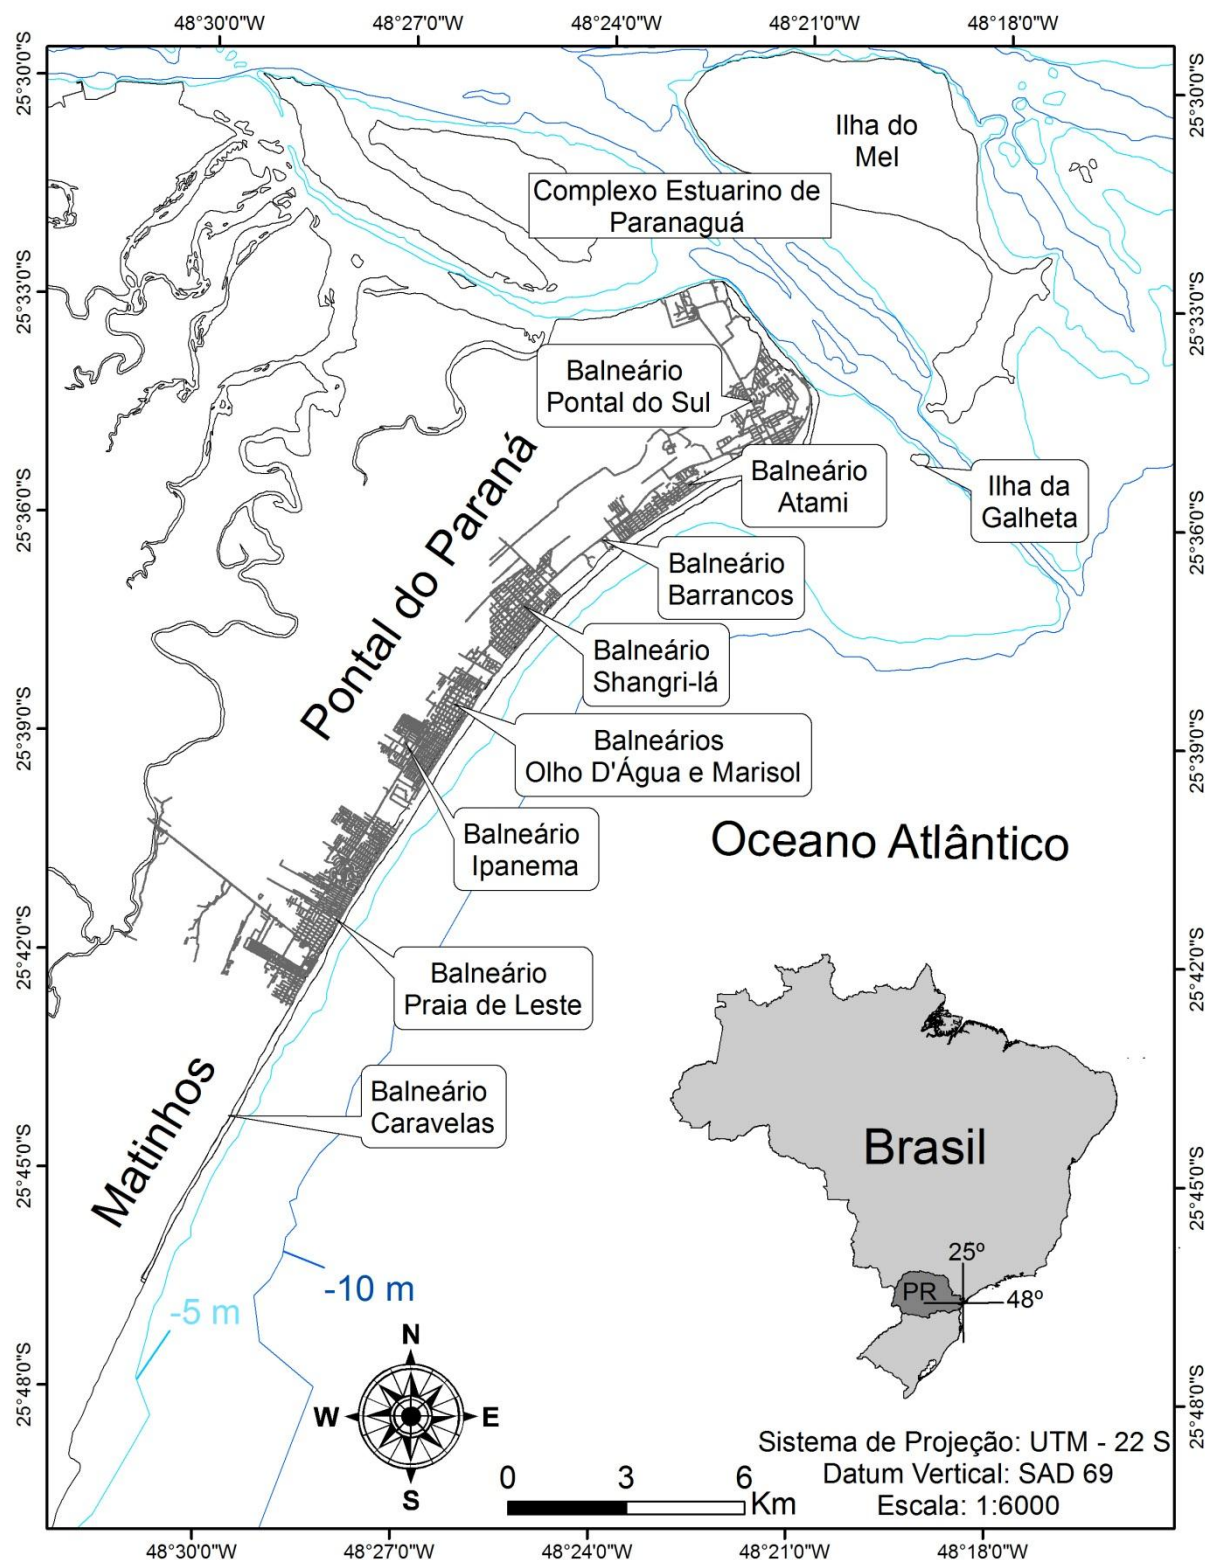 48°30'0"W
48°27'0"W
48°24'0"W
48°21'0"W
48°18'0"W
25°30'0"S
25°30'0"S
Ilha do
Mel
Complexo Estuarino de
Paranaguá
25°33'0"S
25°33'0"S
Balneário
Pontal do Sul
Balneário
Atami
Ilha da
Galheta
25°36'0"S
25°36'0"S
Pontal do Paraná
Balneário
Barrancos
Balneário
Shangri-lá
25°39'0"S
25°39'0"S
Balneários
Olho D'Água e Marisol
Balneário
Ipanema
Oceano Atlântico
25°42'0"S
25°42'0"S
Balneário
Praia de Leste
Matinhos
Balneário
Caravelas
Brasil
25°45'0"S
25°45'0"S
25º
PR
48º
-10 m
-5 m
N
W
E
S
25°48'0"S
25°48'0"S
Sistema de Projeção: UTM - 22 S
Datum Vertical: SAD 69
Escala: 1:6000
0
3
6
Km
48°30'0"W
48°27'0"W
48°24'0"W
48°21'0"W
48°18'0"W